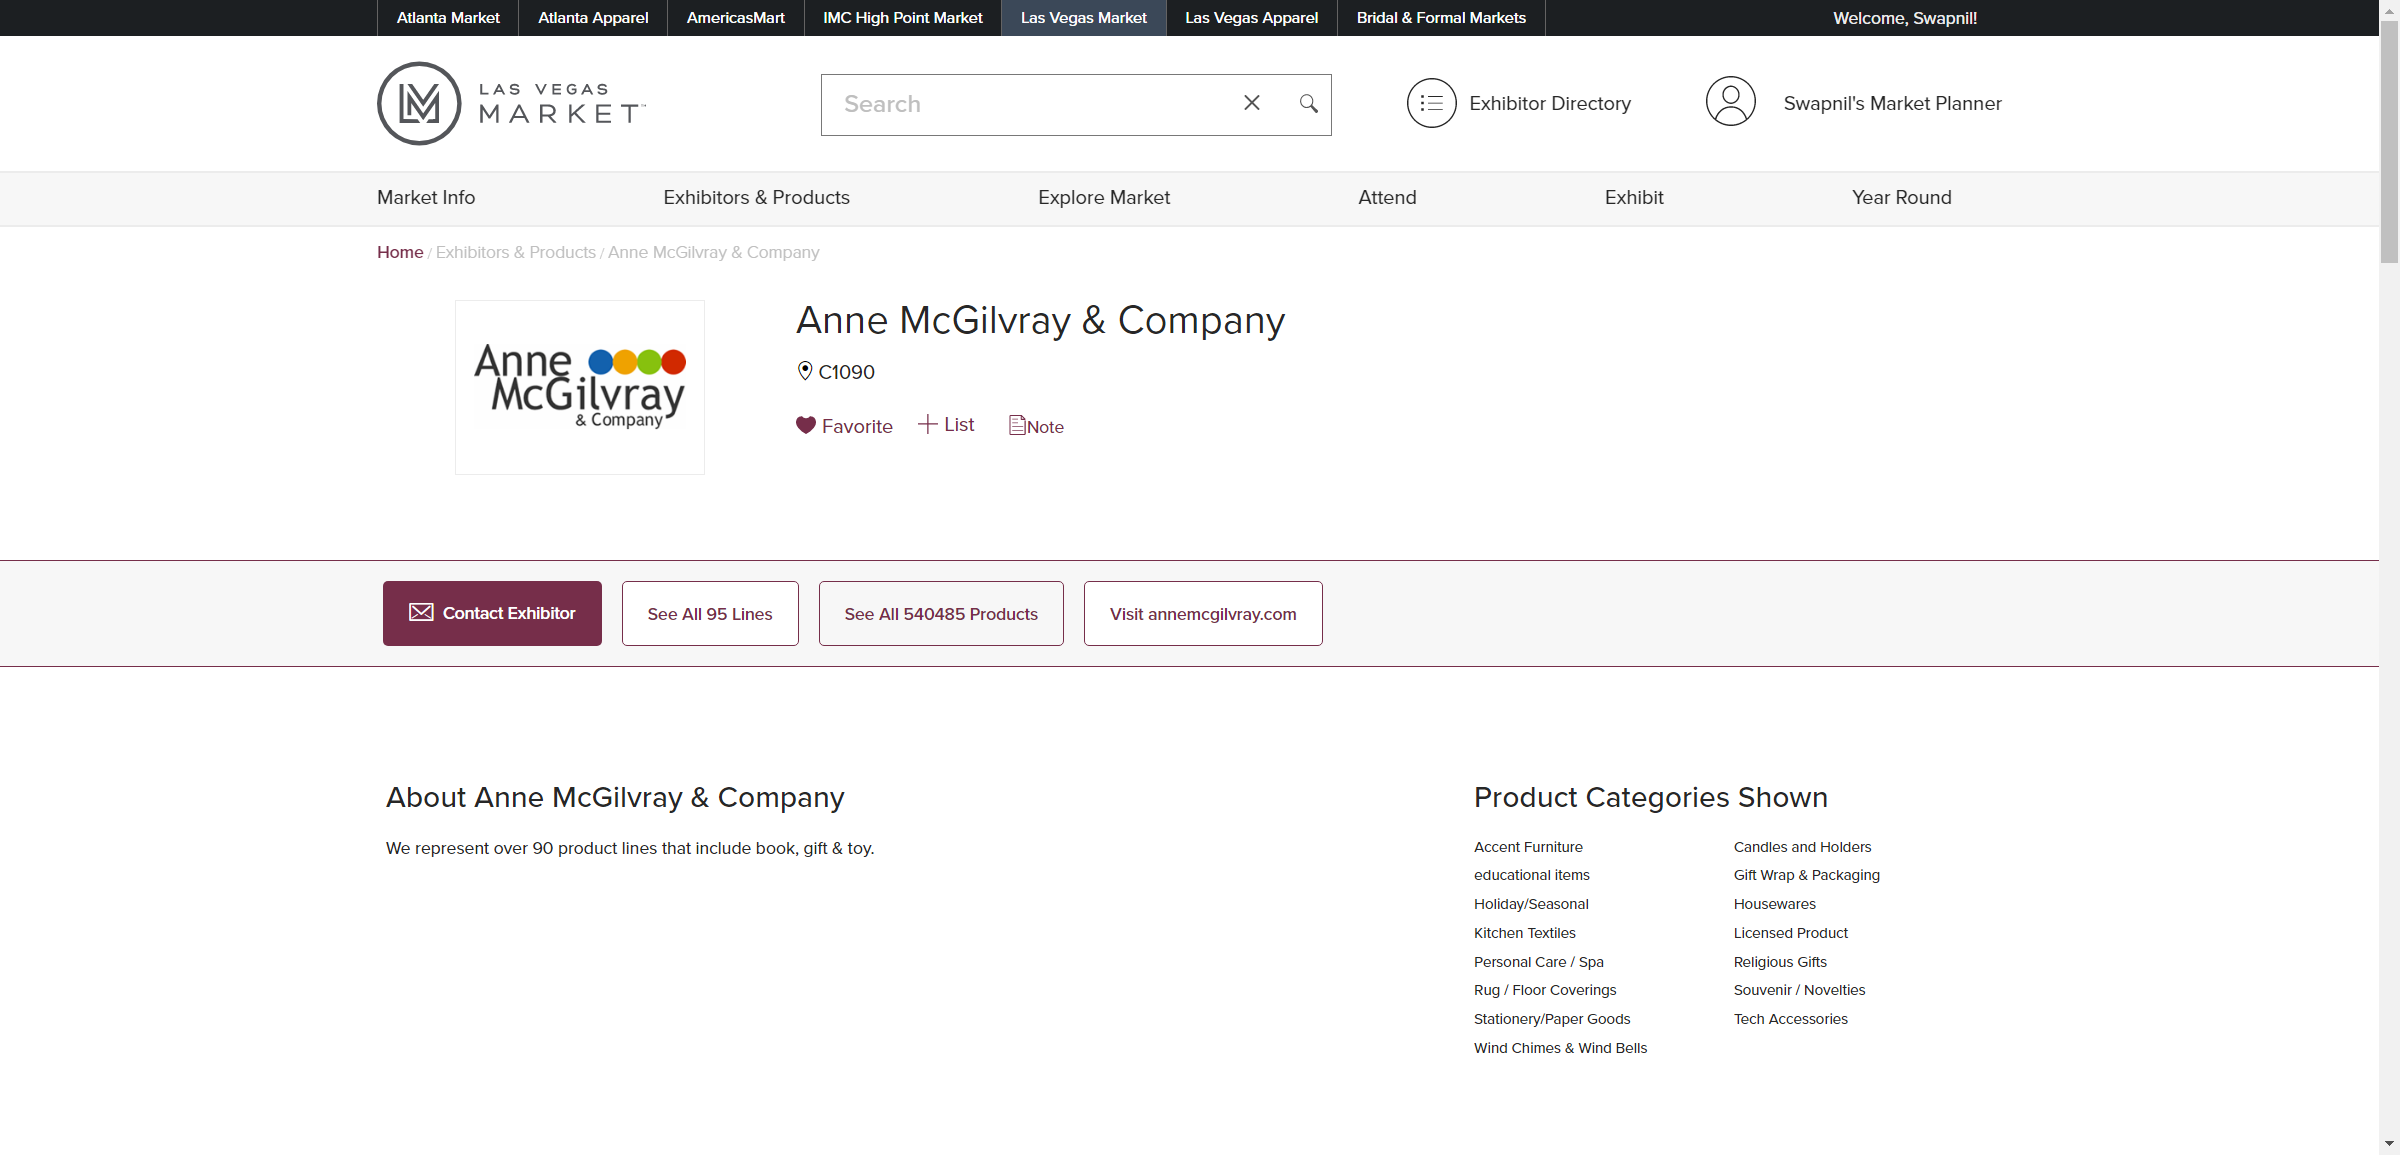 Atlanta Market Atlanta Apparel AmericasMart IMC High Point Market Las Vegas Market Las Vegas Apparel Bridal & Formal Markets Welcome, Swapnil!
LM LAS VEGAS
MARKET™
Search
Exhibitor Directory
Swapnil's Market Planner
Market Info Exhibitors & Products Explore Market Attend Exhibit Year Round
Home / Exhibitors & Products / Anne McGilvray & Company
Anne
McGilvray
& Company
Anne McGilvray & Company
C1090
Favorite List Note
Contact Exhibitor See All 95 Lines See All 540485 Products Visit annemcgilvray.com
About Anne McGilvray & Company
We represent over 90 product lines that include book, gift & toy.
Product Categories Shown
Accent Furniture Candles and Holders
educational items Gift Wrap & Packaging
Holiday/Seasonal Housewares
Kitchen Textiles Licensed Product
Personal Care / Spa Religious Gifts
Rug / Floor Coverings Souvenir / Novelties
Stationery/Paper Goods Tech Accessories
Wind Chimes & Wind Bells